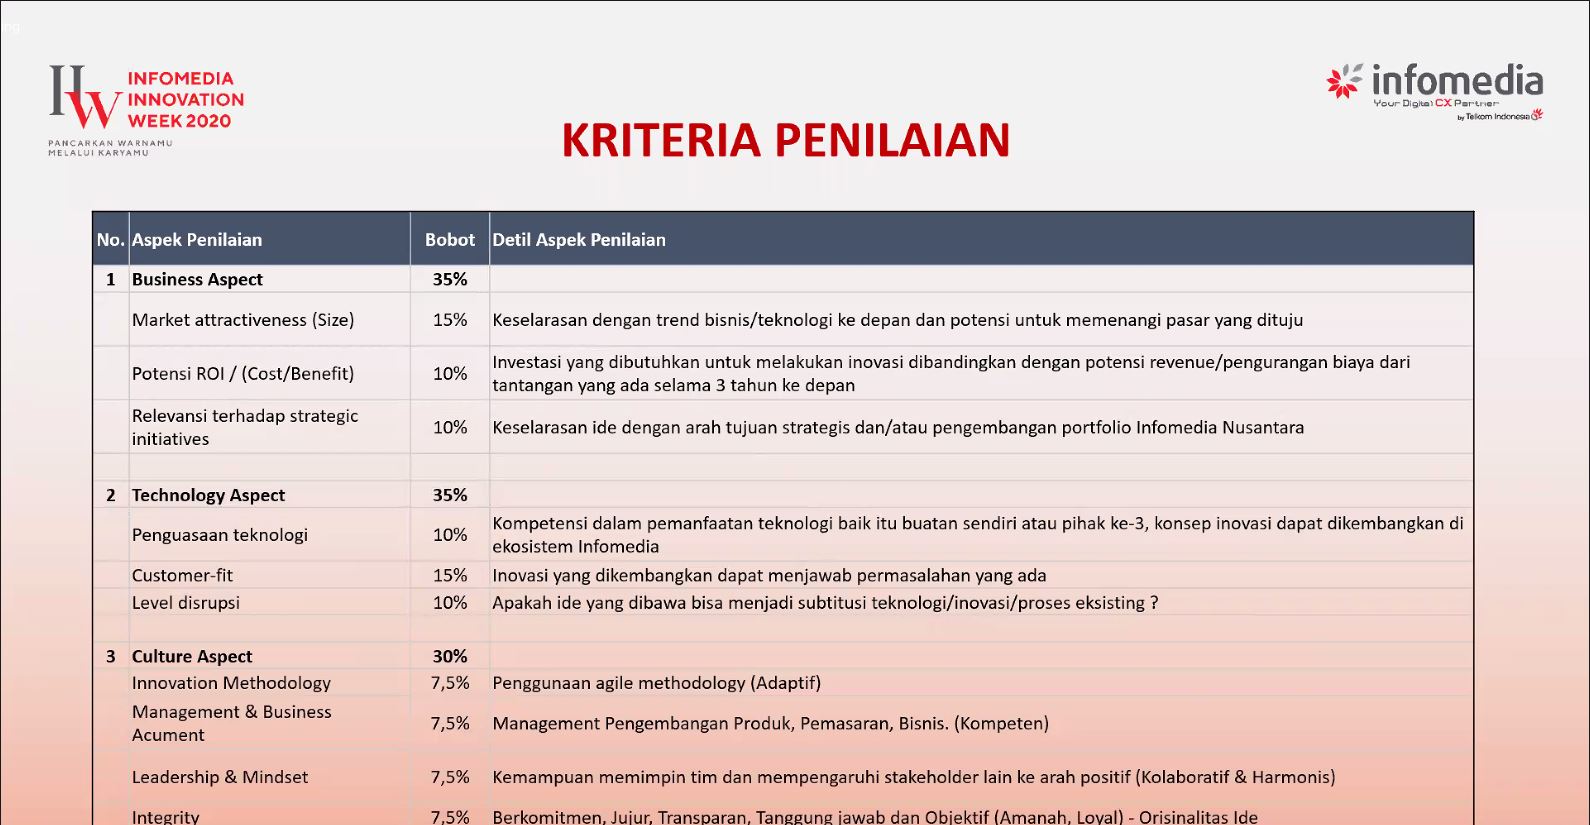 ing
INFOMEDIA
INNOVATION
WEEK 2020
PANCARKAN WARNAMU
MELALUI KARYAMU
infomedia
Your Digital CX Partner
by Telkom Indonesia
KRITERIA PENILAIAN
No. Aspek Penilaian Bobot Detil Aspek Penilaian
1 Business Aspect 35%
Market attractiveness (Size) 15% Keselarasan dengan trend bisnis/teknologi ke depan dan potensi untuk memenangi pasar yang dituju
Potensi ROI / (Cost/Benefit) 10% Investasi yang dibutuhkan untuk melakukan inovasi dibandingkan dengan potensi revenue/pengurangan biaya dari
tantangan yang ada selama 3 tahun ke depan
Relevansi terhadap strategic
initiatives 10% Keselarasan ide dengan arah tujuan strategis dan/atau pengembangan portfolio Infomedia Nusantara
2 Technology Aspect 35%
Penguasaan teknologi 10% Kompetensi dalam pemanfaatan teknologi baik itu buatan sendiri atau pihak ke-3, konsep inovasi dapat dikembangkan di
ekosistem Infomedia
Customer-fit 15% Inovasi yang dikembangkan dapat menjawab permasalahan yang ada
Level disrupsi 10% Apakah ide yang dibawa bisa menjadi subtitusi teknologi/inovasi/proses eksisting ?
3 Culture Aspect 30%
Innovation Methodology 7,5% Penggunaan agile methodology (Adaptif)
Management & Business
Acument 7,5% Management Pengembangan Produk, Pemasaran, Bisnis. (Kompeten)
Leadership & Mindset 7,5% Kemampuan memimpin tim dan mempengaruhi stakeholder lain ke arah positif (Kolaboratif & Harmonis)
Integrity 7,5% Berkomitmen, Jujur, Transparan, Tanggung jawab dan Objektif (Amanah, Loyal) - Orisinalitas Ide